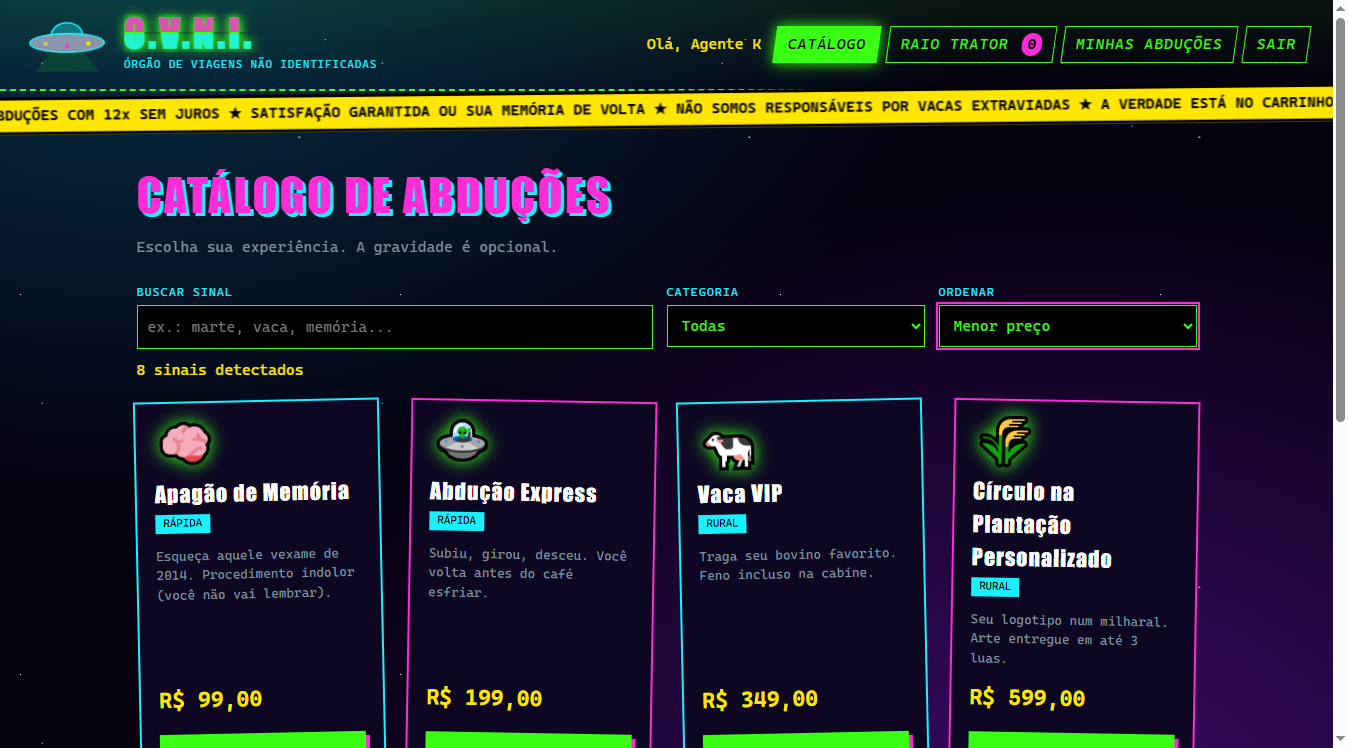 O.V.N.I.
ÓRGÃO DE VIAGENS NÃO IDENTIFICADAS
Olá, Agente K
CATÁLOGO
RAIO TRATOR 0
MINHAS ABDUÇÕES
SAIR
COM 12x SEM JUROS ★ SATISFAÇÃO GARANTIDA OU SUA MEMÓRIA DE VOLTA ★ NÃO SOMOS RESPONSÁVEIS POR VACAS EXTRAVIADAS ★ A VERDADE ESTÁ NO CARRINHO
CATÁLOGO DE ABDUÇÕES
Escolha sua experiência. A gravidade é opcional.
BUSCAR SINAL
ex.: marte, vaca, memória...
CATEGORIA
Todas
ORDENAR
Menor preço
8 sinais detectados
Apagão de Memória
RÁPIDA
Esqueça aquele vexame de
2014. Procedimento indolor
(você não vai lembrar).
R$ 99,00
Abdução Express
RÁPIDA
Subiu, girou, desceu. Você
volta antes do café
esfriar.
R$ 199,00
Vaca VIP
RURAL
Traga seu bovino favorito.
Feno incluso na cabine.
R$ 349,00
Círculo na
Plantação
Personalizado
RURAL
Seu logotipo num milharal.
Arte entregue em até 3
luas.
R$ 599,00